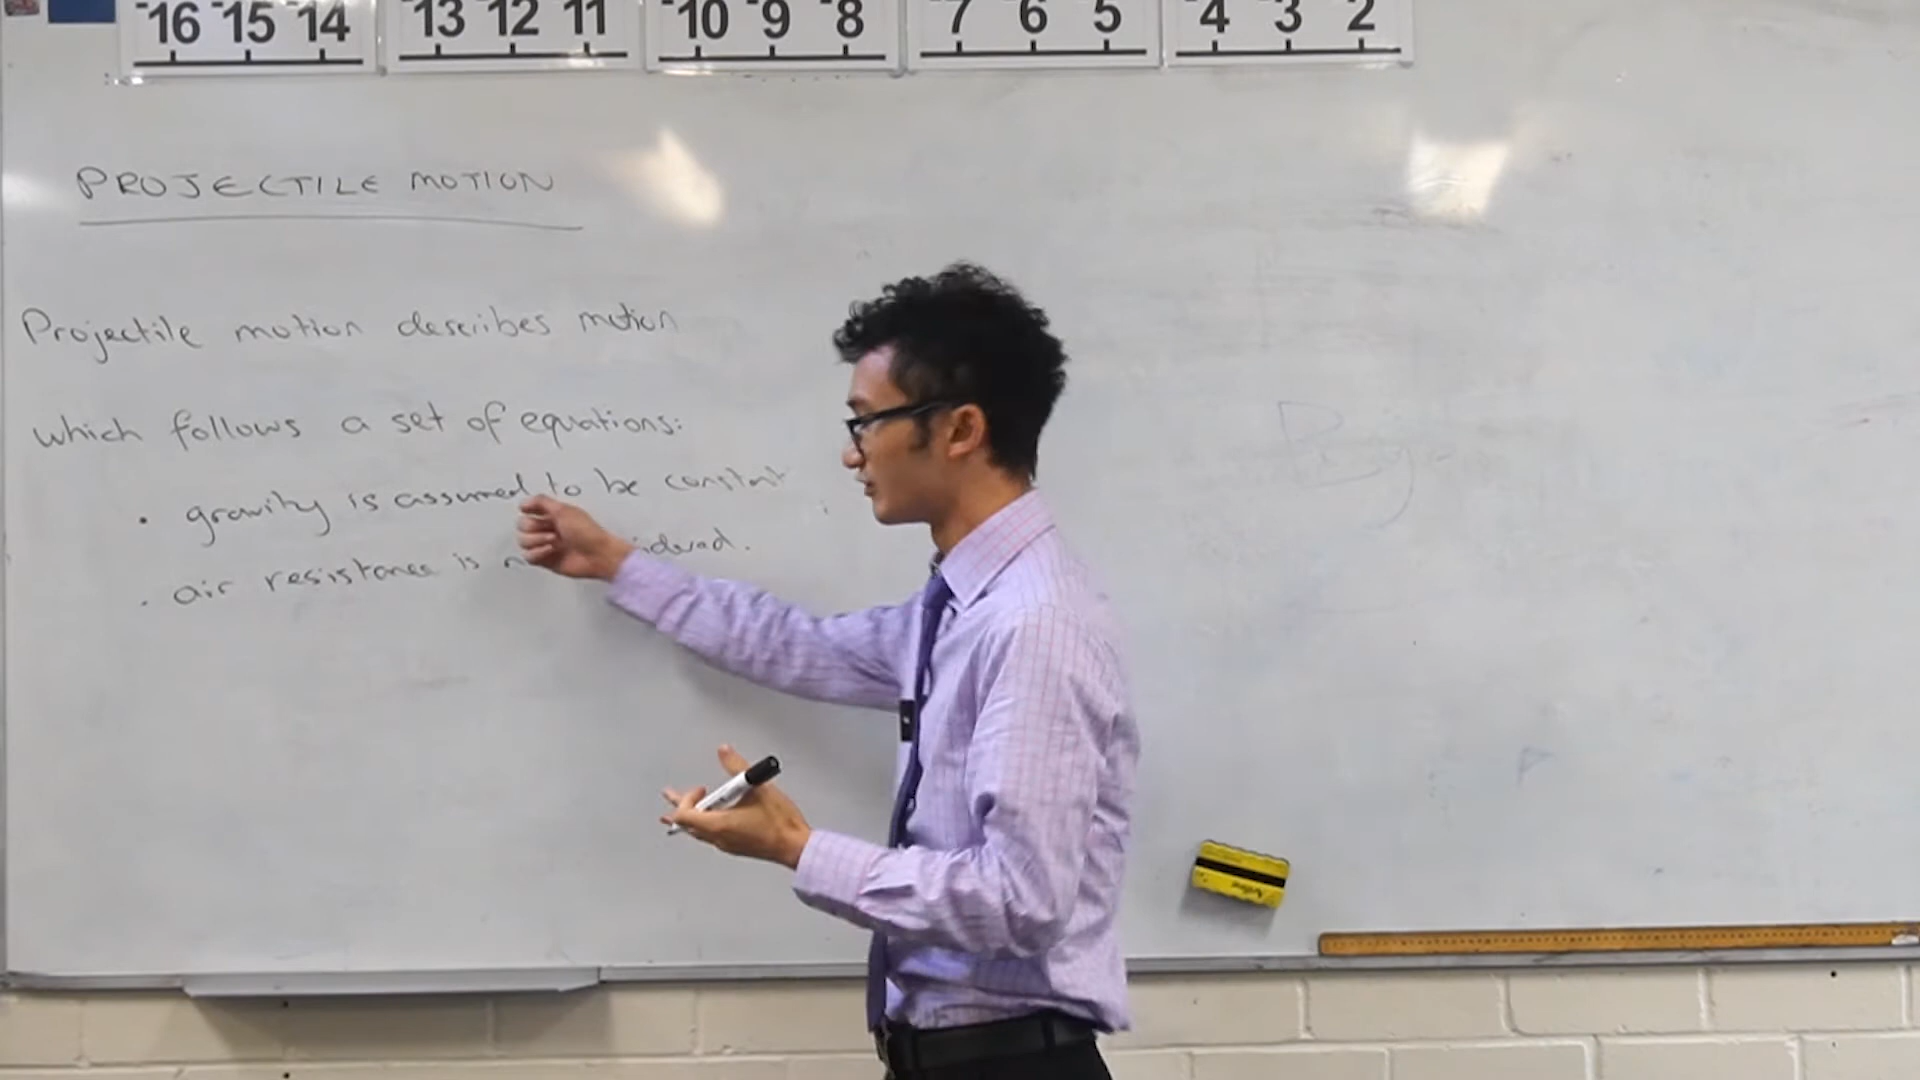 -16 -15 -14 -13 -12 -11 -10 -9 -8 -7 -6 -5 -4 -3 -2
PROJECTILE MOTION
Projectile motion describes motion
which follows a set of equations:
• gravity is assumed to be constant
• air resistance is